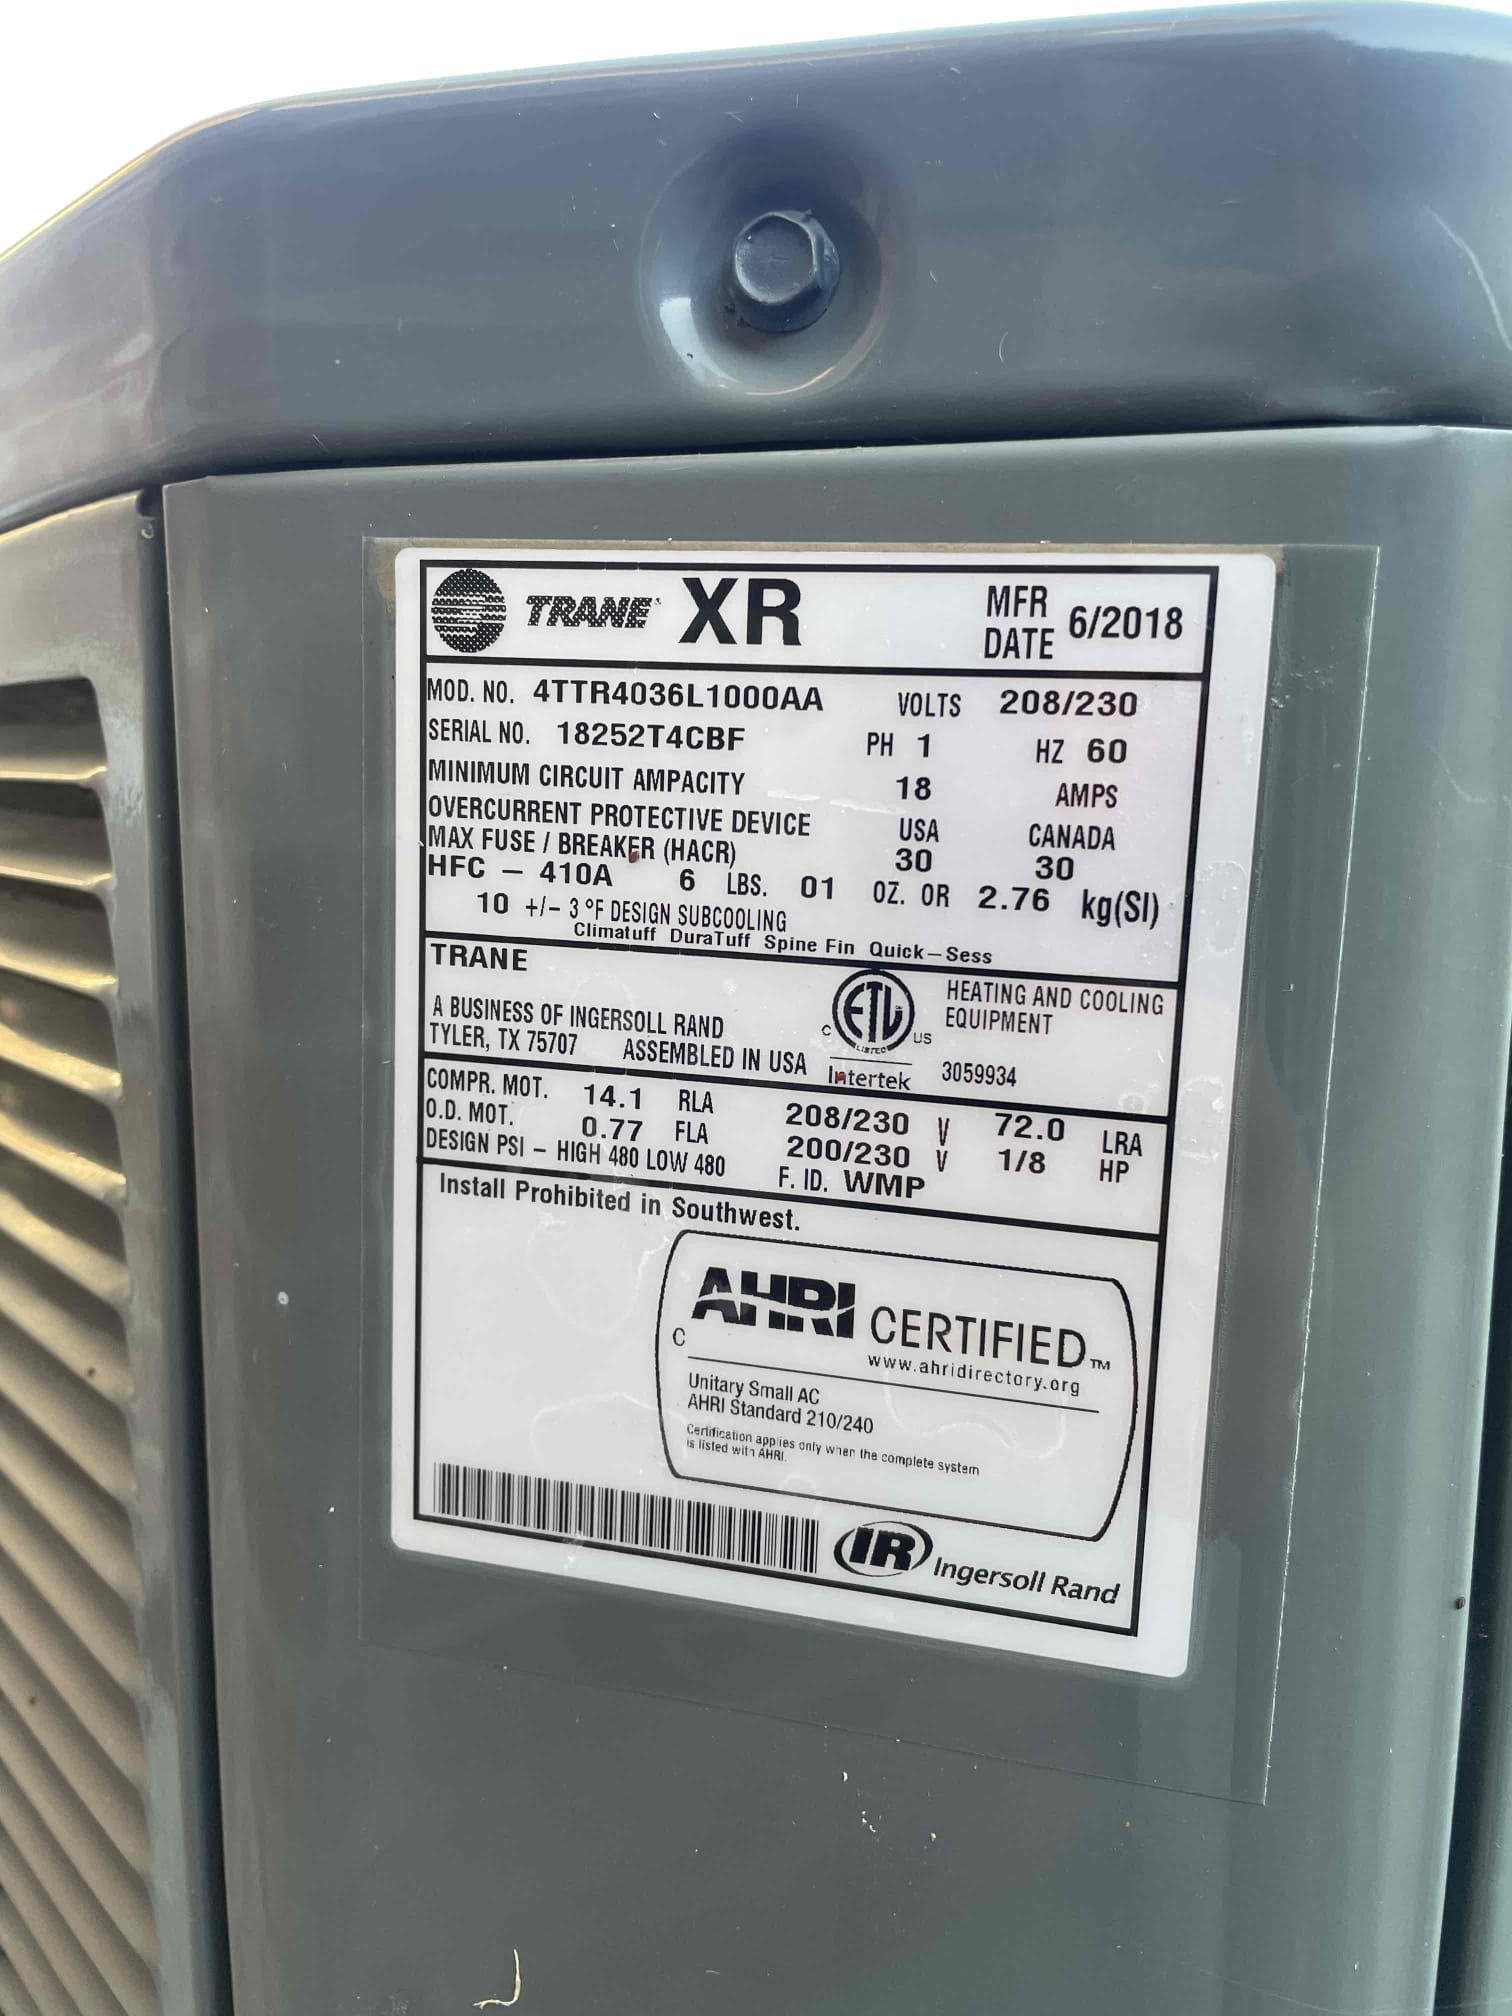 TRANE XR MFR DATE 6/2018
MOD. NO. 4TTR4036L1000AA VOLTS 208/230
SERIAL NO. 18252T4CBF PH 1 HZ 60
MINIMUM CIRCUIT AMPACITY 18 AMPS
OVERCURRENT PROTECTIVE DEVICE USA CANADA
MAX FUSE / BREAKER (HACR) 30 30
HFC – 410A 6 LBS. 01 OZ. OR 2.76 kg(SI)
10 +/– 3 °F DESIGN SUBCOOLING
Climatuff DuraTuff Spine Fin Quick–Sess
TRANE
A BUSINESS OF INGERSOLL RAND
TYLER, TX 75707 ASSEMBLED IN USA
C ETL US
LISTED
Intertek
HEATING AND COOLING
EQUIPMENT
3059934
COMPR. MOT. 14.1 RLA 208/230 V 72.0 LRA
O.D. MOT. 0.77 FLA 200/230 V 1/8 HP
DESIGN PSI – HIGH 480 LOW 480 F. ID. WMP
Install Prohibited in Southwest.
C AHRI CERTIFIED™
www.ahridirectory.org
Unitary Small AC
AHRI Standard 210/240
Certification applies only when the complete system
is listed with AHRI.
IR Ingersoll Rand